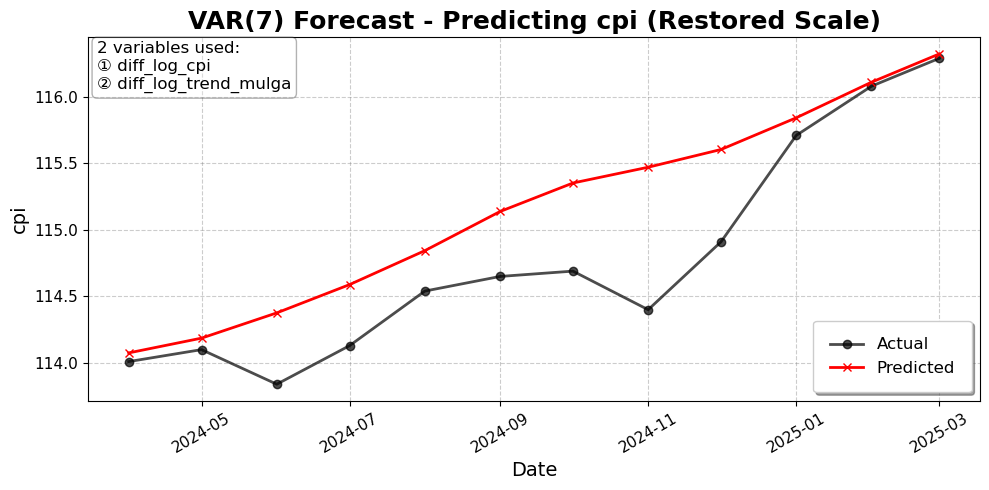 VAR(7) Forecast - Predicting cpi (Restored Scale)
2 variables used:
① diff_log_cpi
② diff_log_trend_mulga
116.0
115.5
115.0
114.5
114.0
cpi
Actual
Predicted
2024-05
2024-07
2024-09
2024-11
2025-01
2025-03
Date